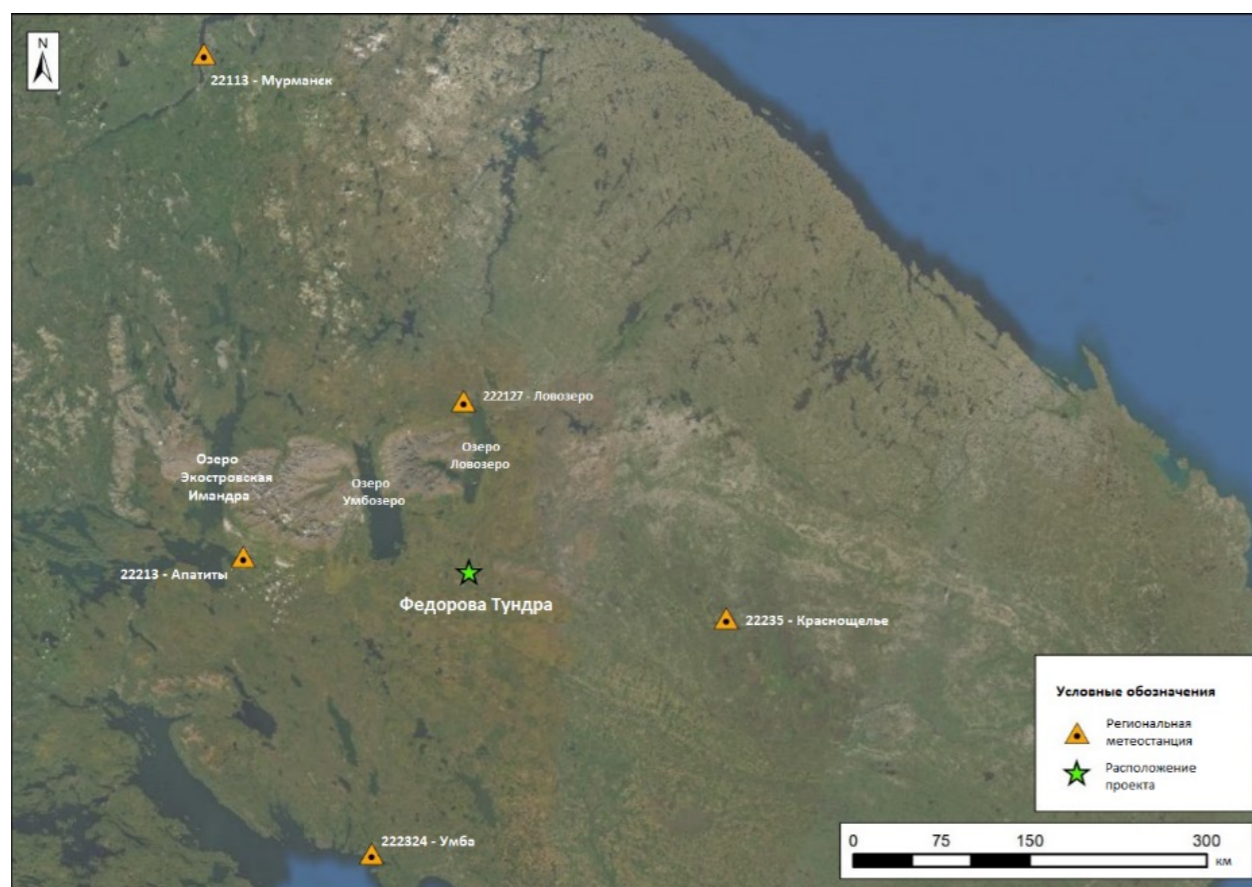 N
22113 - Мурманск
222127 - Ловозеро
Озеро
Ловозеро
Озеро
Экостровская
Имандра
Озеро
Умбозеро
22213 - Апатиты
Федорова Тундра
22235 - Краснощелье
222324 - Умба
Условные обозначения
Региональная
метеостанция
Расположение
проекта
0 75 150 300
км